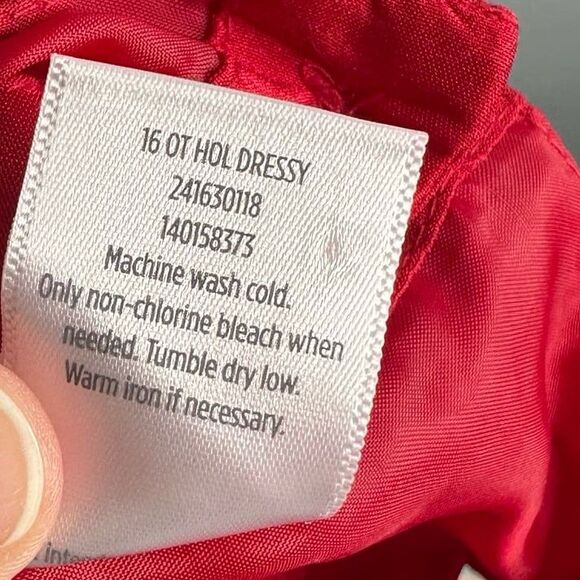 16 OT HOL DRESSY
241630118
140158373
Machine wash cold.
Only non-chlorine bleach when
needed. Tumble dry low.
Warm iron if necessary.